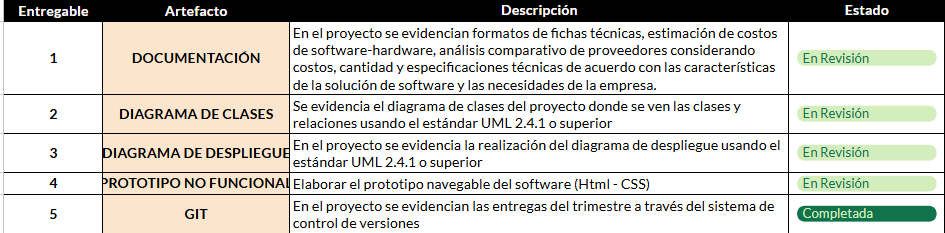 Entregable Artefacto Descripción Estado
1 DOCUMENTACIÓN
En el proyecto se evidencian formatos de fichas técnicas, estimación de costos
de software-hardware, análisis comparativo de proveedores considerando
costos, cantidad y especificaciones técnicas de acuerdo con las características
de la solución de software y las necesidades de la empresa.
En Revisión
2 DIAGRAMA DE CLASES
Se evidencia el diagrama de clases del proyecto donde se ven las clases y
relaciones usando el estándar UML 2.4.1 o superior
En Revisión
3 DIAGRAMA DE DESPLIEGUE
En el proyecto se evidencia la realización del diagrama de despliegue usando el
estándar UML 2.4.1 o superior
En Revisión
4 PROTOTIPO NO FUNCIONAL Elaborar el prototipo navegable del software (Html - CSS) En Revisión
5 GIT
En el proyecto se evidencian las entregas del trimestre a través del sistema de
control de versiones
Completada